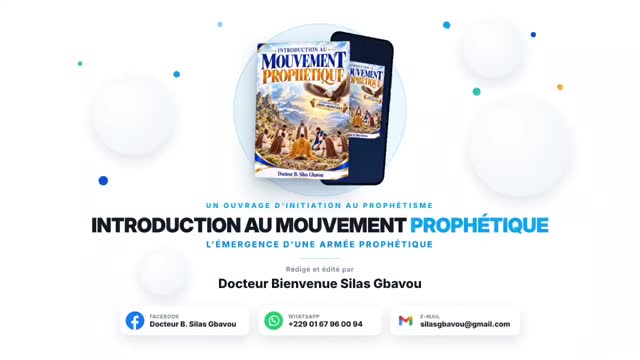 INTRODUCTION AU
MOUVEMENT
PROPHÉTIQUE
Docteur B. Silas Gbavou
MOUVEMENT
UN OUVRAGE D'INITIATION AU PROPHÉTISME
INTRODUCTION AU MOUVEMENT PROPHÉTIQUE
L'ÉMERGENCE D'UNE ARMÉE PROPHÉTIQUE
Rédigé et édité par
Docteur Bienvenue Silas Gbavou
FACEBOOK
Docteur B. Silas Gbavou
WHATSAPP
+229 01 67 96 00 94
E-MAIL
silasgbavou@gmail.com